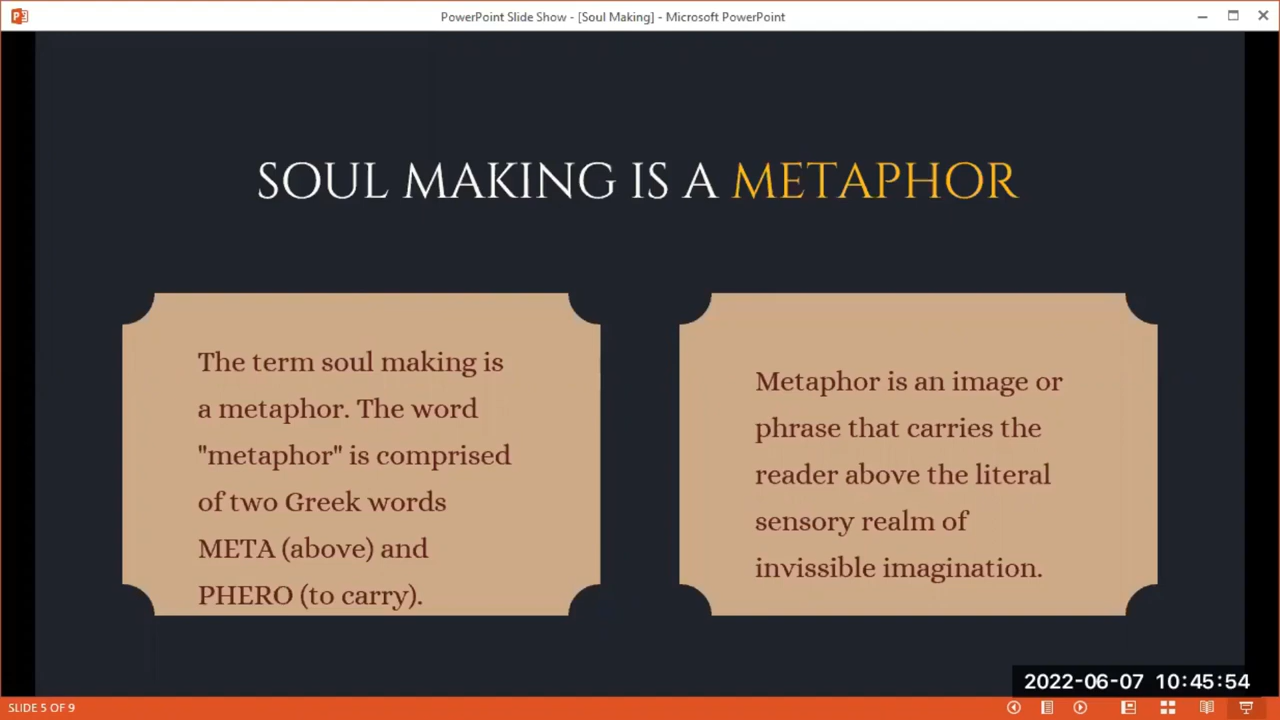 PowerPoint Slide Show - [Soul Making] - Microsoft PowerPoint
SOUL MAKING IS A METAPHOR
The term soul making is
a metaphor. The word
"metaphor" is comprised
of two Greek words
META (above) and
PHERO (to carry).
Metaphor is an image or
phrase that carries the
reader above the literal
sensory realm of
invissible imagination.
2022-06-07 10:45:54
SLIDE 5 OF 9